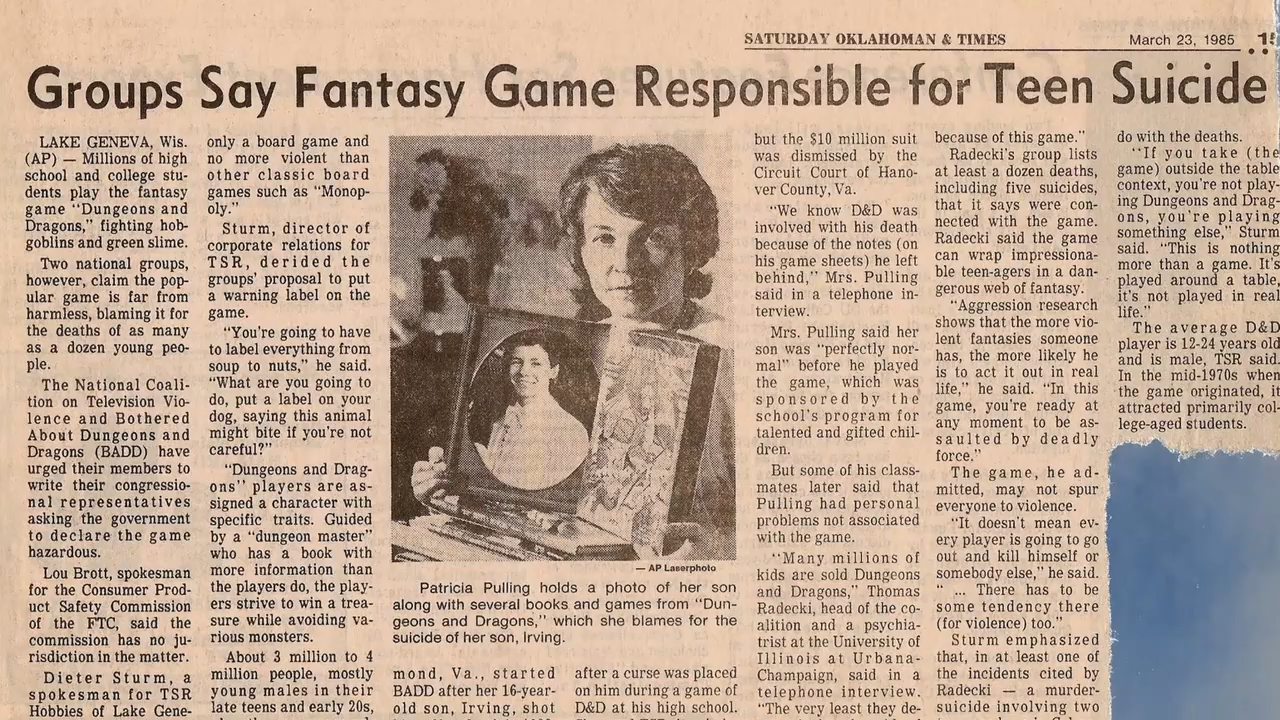 SATURDAY OKLAHOMAN & TIMES March 23, 1985
Groups Say Fantasy Game Responsible for Teen Suicide
LAKE GENEVA, Wis.
(AP) — Millions of high
school and college stu-
dents play the fantasy
game “Dungeons and
Dragons,” fighting hob-
goblins and green slime.
Two national groups,
however, claim the pop-
ular game is far from
harmless, blaming it for
the deaths of as many
as a dozen young peo-
ple.
The National Coali-
tion on Television Vio-
lence and Bothered
About Dungeons and
Dragons (BADD) have
urged their members to
write their congressio-
nal representatives
asking the government
to declare the game
hazardous.
Lou Brott, spokesman
for the Consumer Prod-
uct Safety Commission
of the FTC, said the
commission has no ju-
risdiction in the matter.
Dieter Sturm, a
spokesman for TSR
Hobbies of Lake Gene-
only a board game and
no more violent than
other classic board
games such as “Monop-
oly.”
Sturm, director of
corporate relations for
TSR, derided the
groups’ proposal to put
a warning label on the
game.
“You’re going to have
to label everything from
soup to nuts,” he said.
“What are you going to
do, put a label on your
dog, saying this animal
might bite if you’re not
careful?”
“Dungeons and Drag-
ons” players are as-
signed a character with
specific traits. Guided
by a “dungeon master”
who has a book with
more information than
the players do, the play-
ers strive to win a trea-
sure while avoiding va-
rious monsters.
About 3 million to 4
million people, mostly
young males in their
late teens and early 20s,
— AP Laserphoto
Patricia Pulling holds a photo of her son
along with several books and games from “Dun-
geons and Dragons,” which she blames for the
suicide of her son, Irving.
mond, Va., started
BADD after her 16-year-
old son, Irving, shot
after a curse was placed
on him during a game of
D&D at his high school.
but the $10 million suit
was dismissed by the
Circuit Court of Hano-
ver County, Va.
“We know D&D was
involved with his death
because of the notes (on
his game sheets) he left
behind,” Mrs. Pulling
said in a telephone in-
terview.
Mrs. Pulling said her
son was “perfectly nor-
mal” before he played
the game, which was
sponsored by the
school’s program for
talented and gifted chil-
dren.
But some of his class-
mates later said that
Pulling had personal
problems not associated
with the game.
“Many millions of
kids are sold Dungeons
and Dragons,” Thomas
Radecki, head of the co-
alition and a psychia-
trist at the University of
Illinois at Urbana-
Champaign, said in a
telephone interview.
“The very least they de-
because of this game.”
Radecki’s group lists
at least a dozen deaths,
including five suicides,
that it says were con-
nected with the game.
Radecki said the game
can wrap impressiona-
ble teen-agers in a dan-
gerous web of fantasy.
“Aggression research
shows that the more vio-
lent fantasies someone
has, the more likely he
is to act it out in real
life,” he said. “In this
game, you’re ready at
any moment to be as-
saulted by deadly
force.”
The game, he ad-
mitted, may not spur
everyone to violence.
“It doesn’t mean ev-
ery player is going to go
out and kill himself or
somebody else,” he said.
“ ... There has to be
some tendency there
(for violence) too.”
Sturm emphasized
that, in at least one of
the incidents cited by
Radecki — a murder-
suicide involving two
do with the deaths.
“If you take (the
game) outside the table
context, you’re not play-
ing Dungeons and Drag-
ons, you’re playing
something else,” Sturm
said. “This is nothing
more than a game. It’s
played around a table,
it’s not played in real
life.”
The average D&D
player is 12-24 years old
and is male, TSR said.
In the mid-1970s when
the game originated, it
attracted primarily col-
lege-aged students.